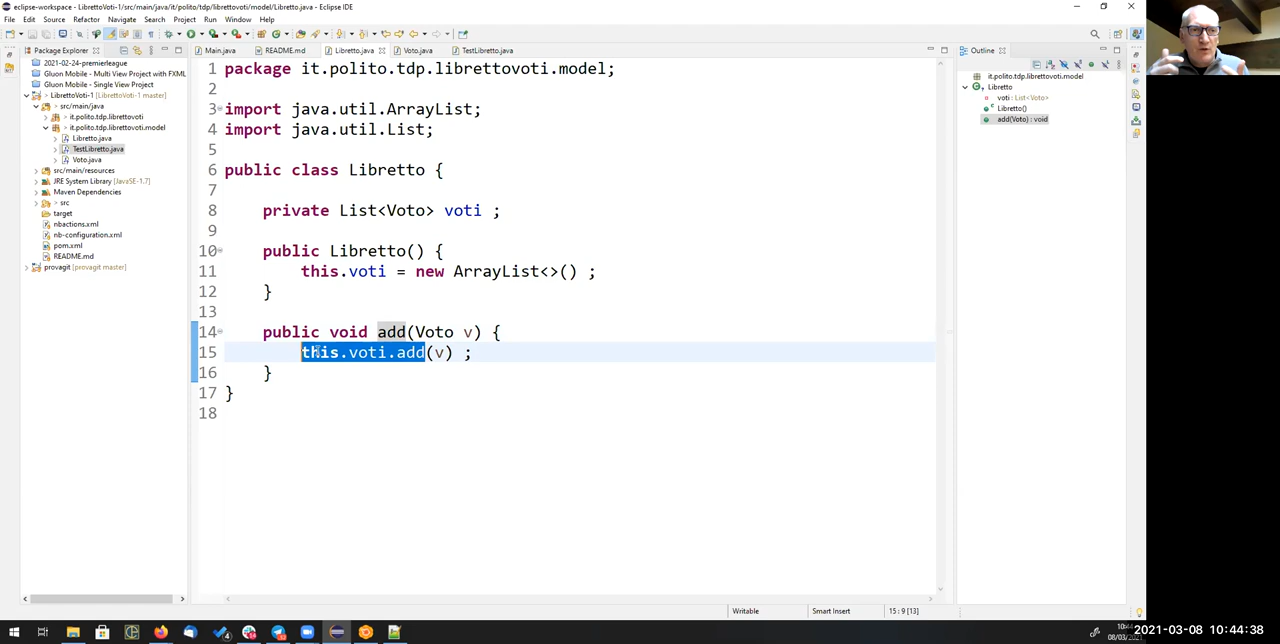 eclipse-workspace - LibrettoVoti-1/src/main/java/it/polito/tdp/librettovoti/model/Libretto.java - Eclipse IDE
File Edit Source Refactor Navigate Search Project Run Window Help
Package Explorer
Main.java README.md Libretto.java Voto.java TestLibretto.java
Outline
2021-02-24-premierleague
Gluon Mobile - Multi View Project with FXML
Gluon Mobile - Single View Project
LibrettoVoti-1 [LibrettoVoti-1 master]
src/main/java
it.polito.tdp.librettovoti
it.polito.tdp.librettovoti.model
Libretto.java
TestLibretto.java
Voto.java
src/main/resources
JRE System Library [JavaSE-1.7]
Maven Dependencies
src
target
nbactions.xml
nb-configuration.xml
pom.xml
README.md
provagit [provagit master]
1 package it.polito.tdp.librettovoti.model;
2
3 import java.util.ArrayList;
4 import java.util.List;
5
6 public class Libretto {
7
8 private List<Voto> voti ;
9
10 public Libretto() {
11 this.voti = new ArrayList<>() ;
12 }
13
14 public void add(Voto v) {
15 this.voti.add(v) ;
16 }
17 }
18
it.polito.tdp.librettovoti.model
Libretto
voti : List<Voto>
Libretto()
add(Voto) : void
Writable Smart Insert 15 : 9 [13]
08/03/2021
2021-03-08 10:44:38